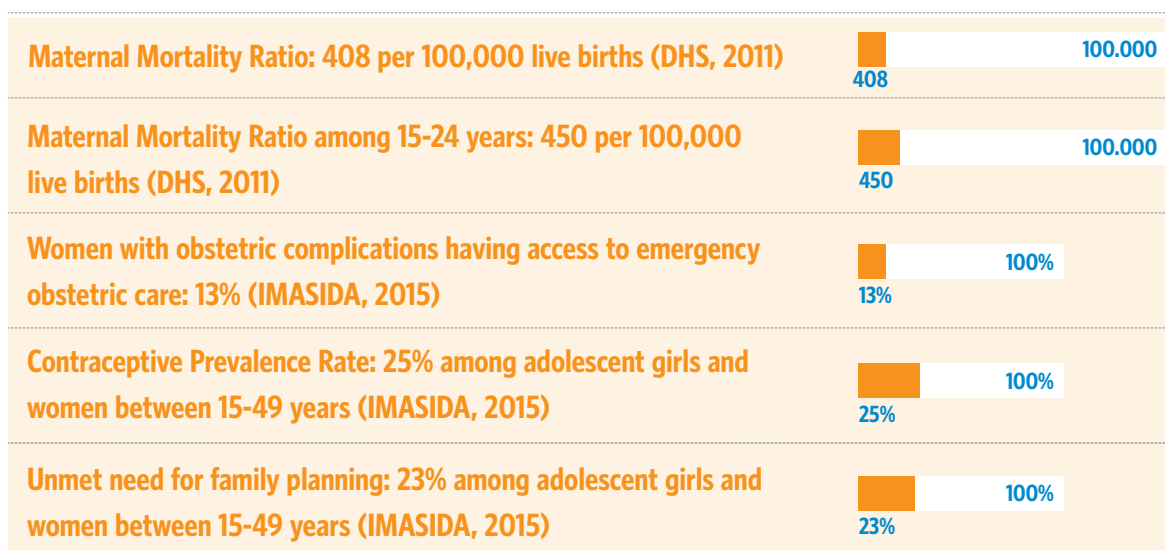 Maternal Mortality Ratio: 408 per 100,000 live births (DHS, 2011)
100.000
408
Maternal Mortality Ratio among 15-24 years: 450 per 100,000
live births (DHS, 2011)
100.000
450
Women with obstetric complications having access to emergency
obstetric care: 13% (IMASIDA, 2015)
100%
13%
Contraceptive Prevalence Rate: 25% among adolescent girls and
women between 15-49 years (IMASIDA, 2015)
100%
25%
Unmet need for family planning: 23% among adolescent girls and
women between 15-49 years (IMASIDA, 2015)
100%
23%